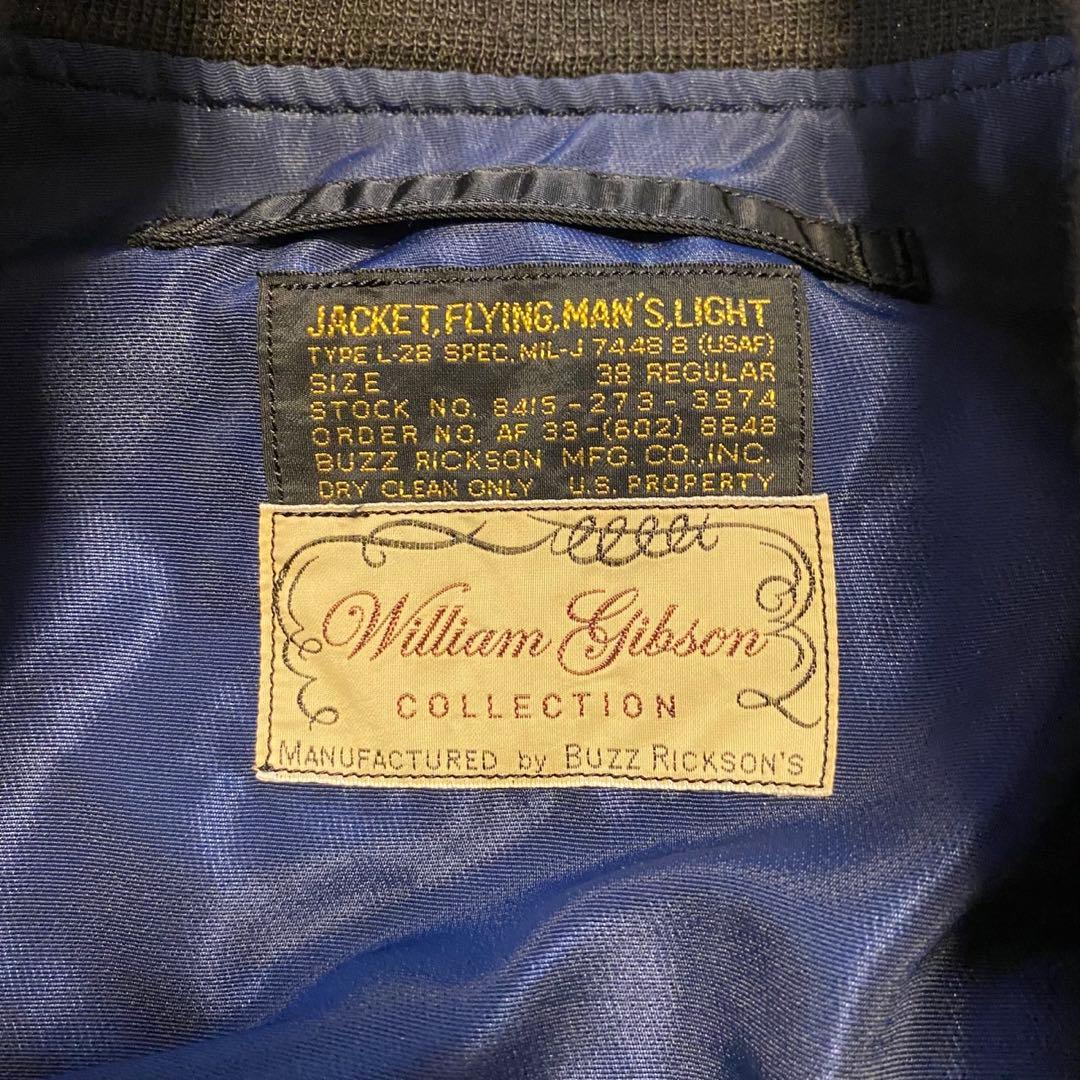 JACKET, FLYING, MAN'S, LIGHT
TYPE L-2B SPEC. MIL-J 7448 B (USAF)
SIZE 38 REGULAR
STOCK NO. 8415-273-3974
ORDER NO. AF 33-(602) 8648
BUZZ RICKSON MFG. CO., INC.
DRY CLEAN ONLY U.S. PROPERTY
William Gibson
COLLECTION
MANUFACTURED by BUZZ RICKSON'S